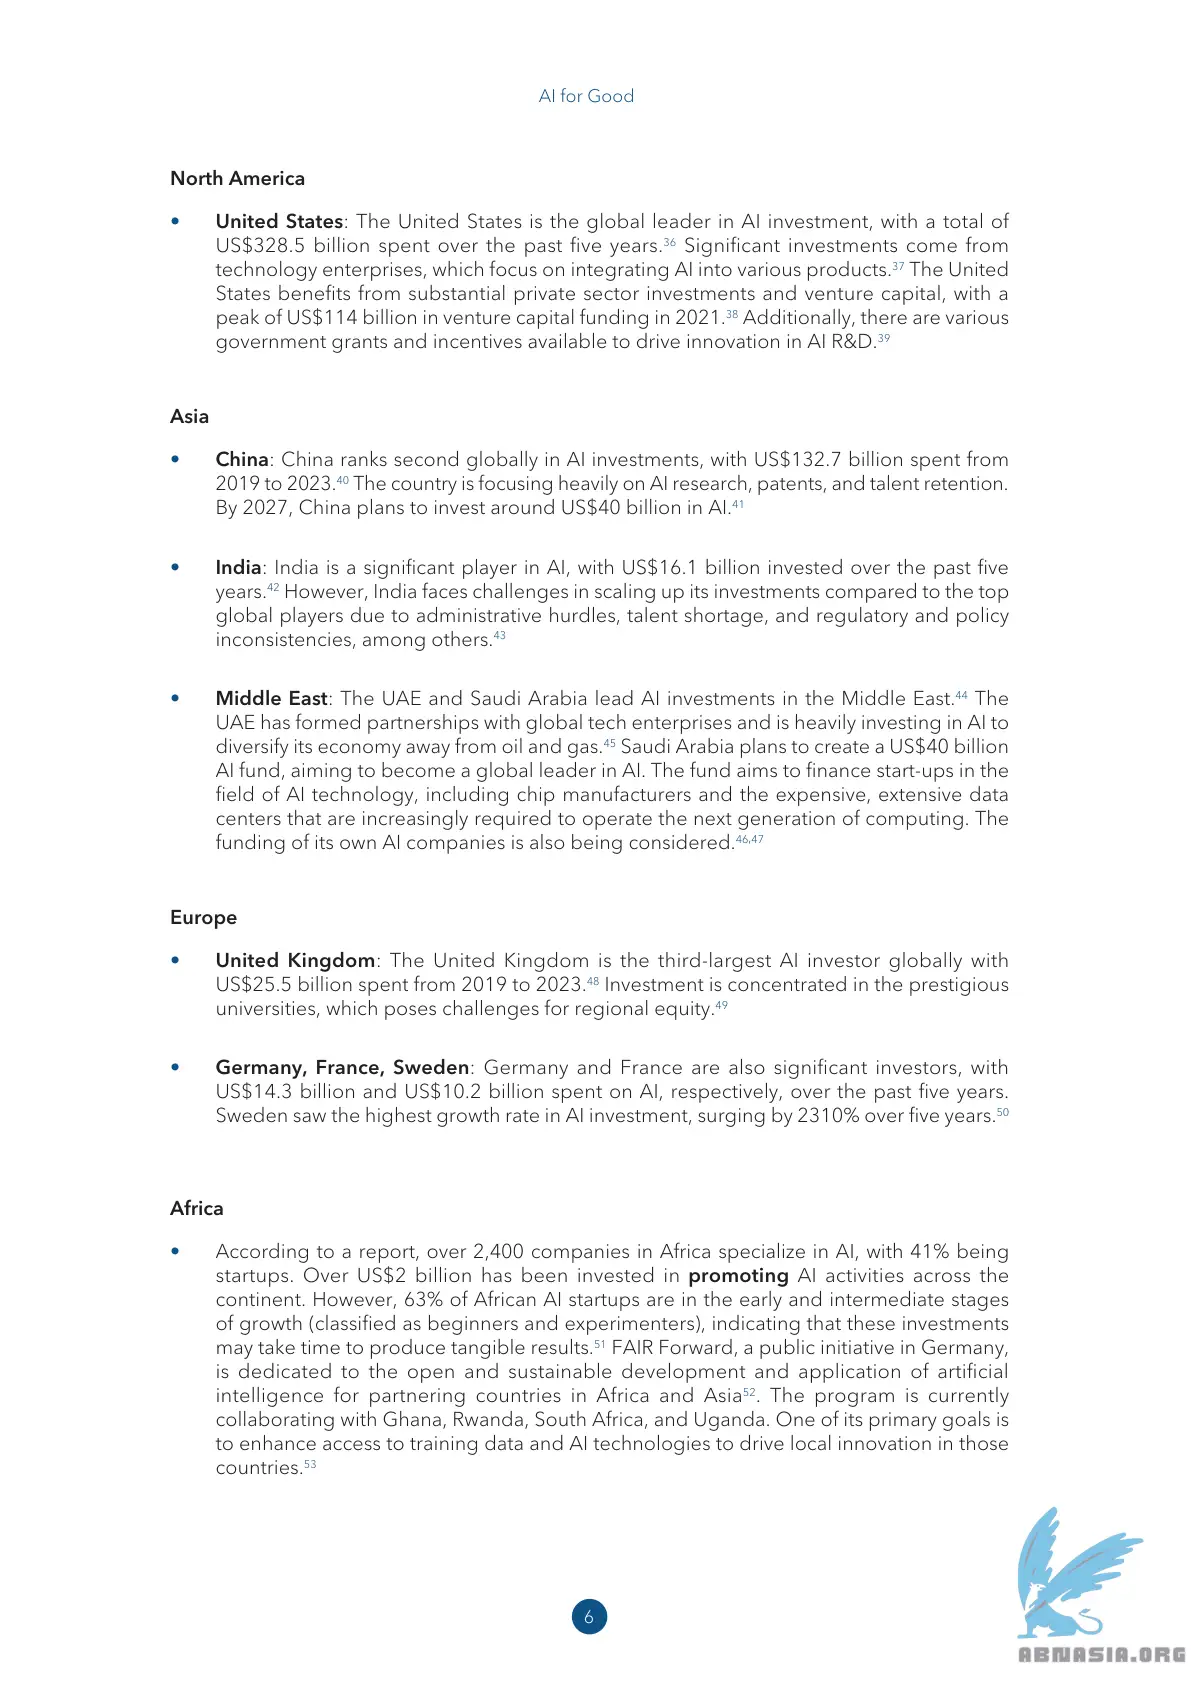 AI for Good
North America
• United States: The United States is the global leader in AI investment, with a total of
US$328.5 billion spent over the past five years.36 Significant investments come from
technology enterprises, which focus on integrating AI into various products.37 The United
States benefits from substantial private sector investments and venture capital, with a
peak of US$114 billion in venture capital funding in 2021.38 Additionally, there are various
government grants and incentives available to drive innovation in AI R&D.39
Asia
• China: China ranks second globally in AI investments, with US$132.7 billion spent from
2019 to 2023.40 The country is focusing heavily on AI research, patents, and talent retention.
By 2027, China plans to invest around US$40 billion in AI.41
• India: India is a significant player in AI, with US$16.1 billion invested over the past five
years.42 However, India faces challenges in scaling up its investments compared to the top
global players due to administrative hurdles, talent shortage, and regulatory and policy
inconsistencies, among others.43
• Middle East: The UAE and Saudi Arabia lead AI investments in the Middle East.44 The
UAE has formed partnerships with global tech enterprises and is heavily investing in AI to
diversify its economy away from oil and gas.45 Saudi Arabia plans to create a US$40 billion
AI fund, aiming to become a global leader in AI. The fund aims to finance start-ups in the
field of AI technology, including chip manufacturers and the expensive, extensive data
centers that are increasingly required to operate the next generation of computing. The
funding of its own AI companies is also being considered.46,47
Europe
• United Kingdom: The United Kingdom is the third-largest AI investor globally with
US$25.5 billion spent from 2019 to 2023.48 Investment is concentrated in the prestigious
universities, which poses challenges for regional equity.49
• Germany, France, Sweden: Germany and France are also significant investors, with
US$14.3 billion and US$10.2 billion spent on AI, respectively, over the past five years.
Sweden saw the highest growth rate in AI investment, surging by 2310% over five years.50
Africa
• According to a report, over 2,400 companies in Africa specialize in AI, with 41% being
startups. Over US$2 billion has been invested in promoting AI activities across the
continent. However, 63% of African AI startups are in the early and intermediate stages
of growth (classified as beginners and experimenters), indicating that these investments
may take time to produce tangible results.51 FAIR Forward, a public initiative in Germany,
is dedicated to the open and sustainable development and application of artificial
intelligence for partnering countries in Africa and Asia52. The program is currently
collaborating with Ghana, Rwanda, South Africa, and Uganda. One of its primary goals is
to enhance access to training data and AI technologies to drive local innovation in those
countries.53
6
ABNASIA.ORG